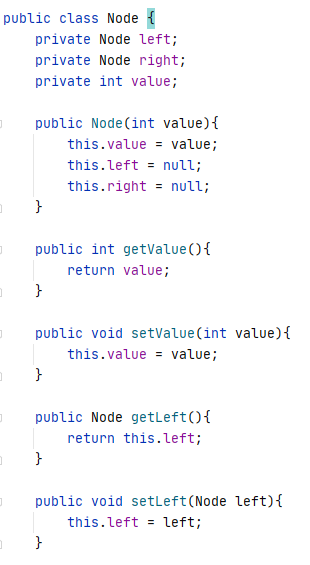 public class Node {
    private Node left;
    private Node right;
    private int value;

    public Node(int value){
        this.value = value;
        this.left = null;
        this.right = null;
    }

    public int getValue(){
        return value;
    }

    public void setValue(int value){
        this.value = value;
    }

    public Node getLeft(){
        return this.left;
    }

    public void setLeft(Node left){
        this.left = left;
    }